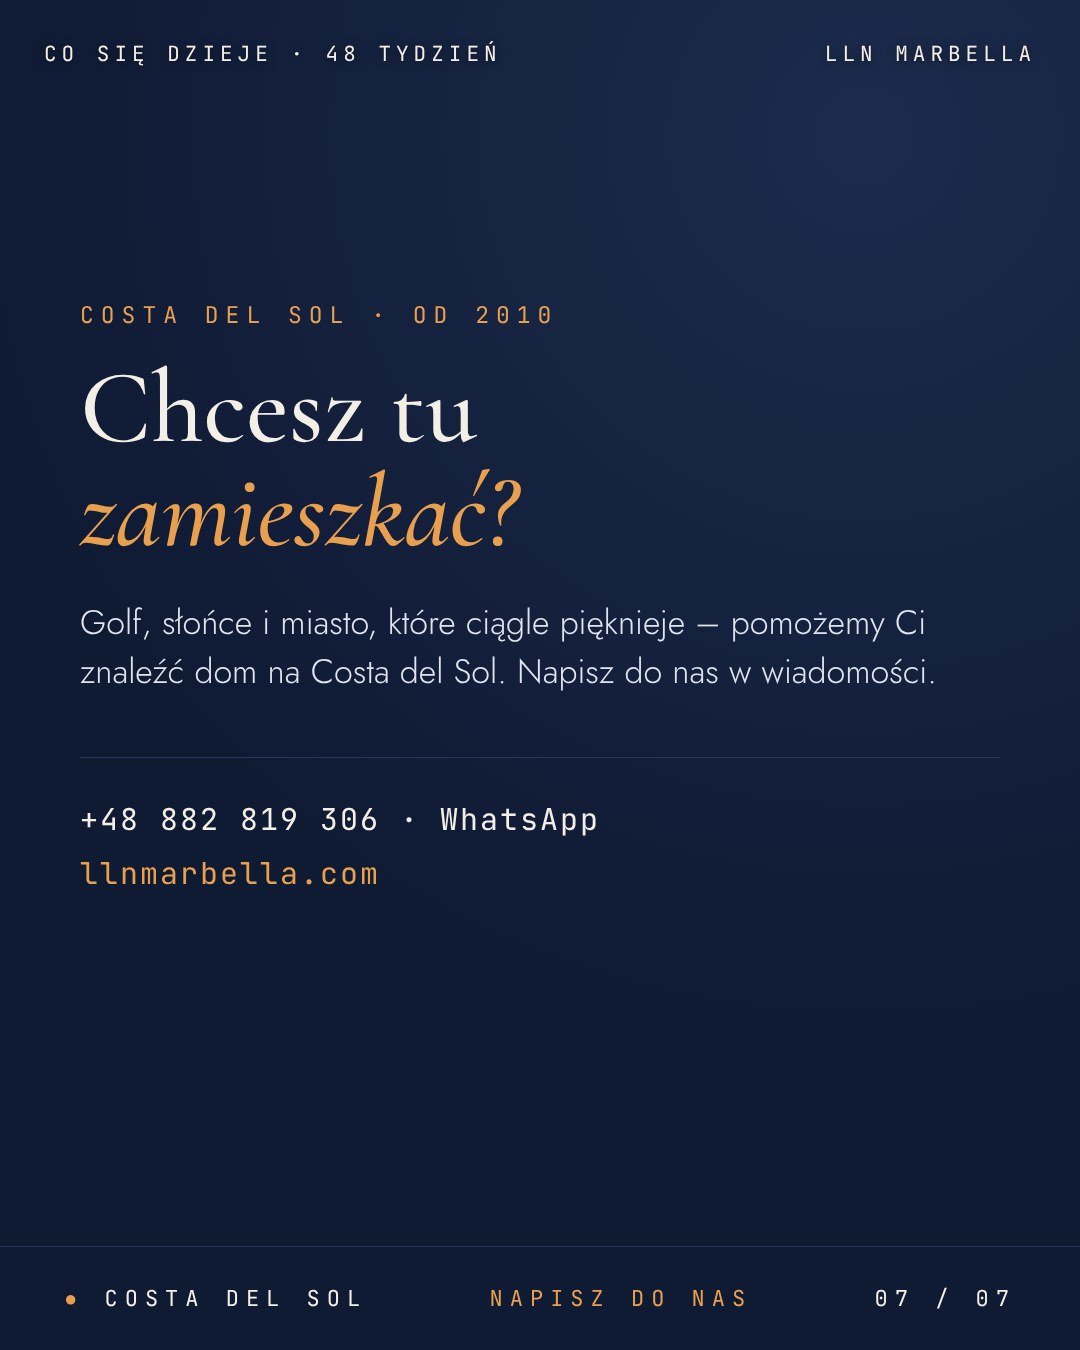 CO SIĘ DZIEJE · 48 TYDZIEŃ
LLN MARBELLA
COSTA DEL SOL · OD 2010
Chcesz tu
zamieszkać?
Golf, słońce i miasto, które ciągle pięknieje – pomożemy Ci
znaleźć dom na Costa del Sol. Napisz do nas w wiadomości.
+48 882 819 306 · WhatsApp
llnmarbella.com
• COSTA DEL SOL
NAPISZ DO NAS
07 / 07